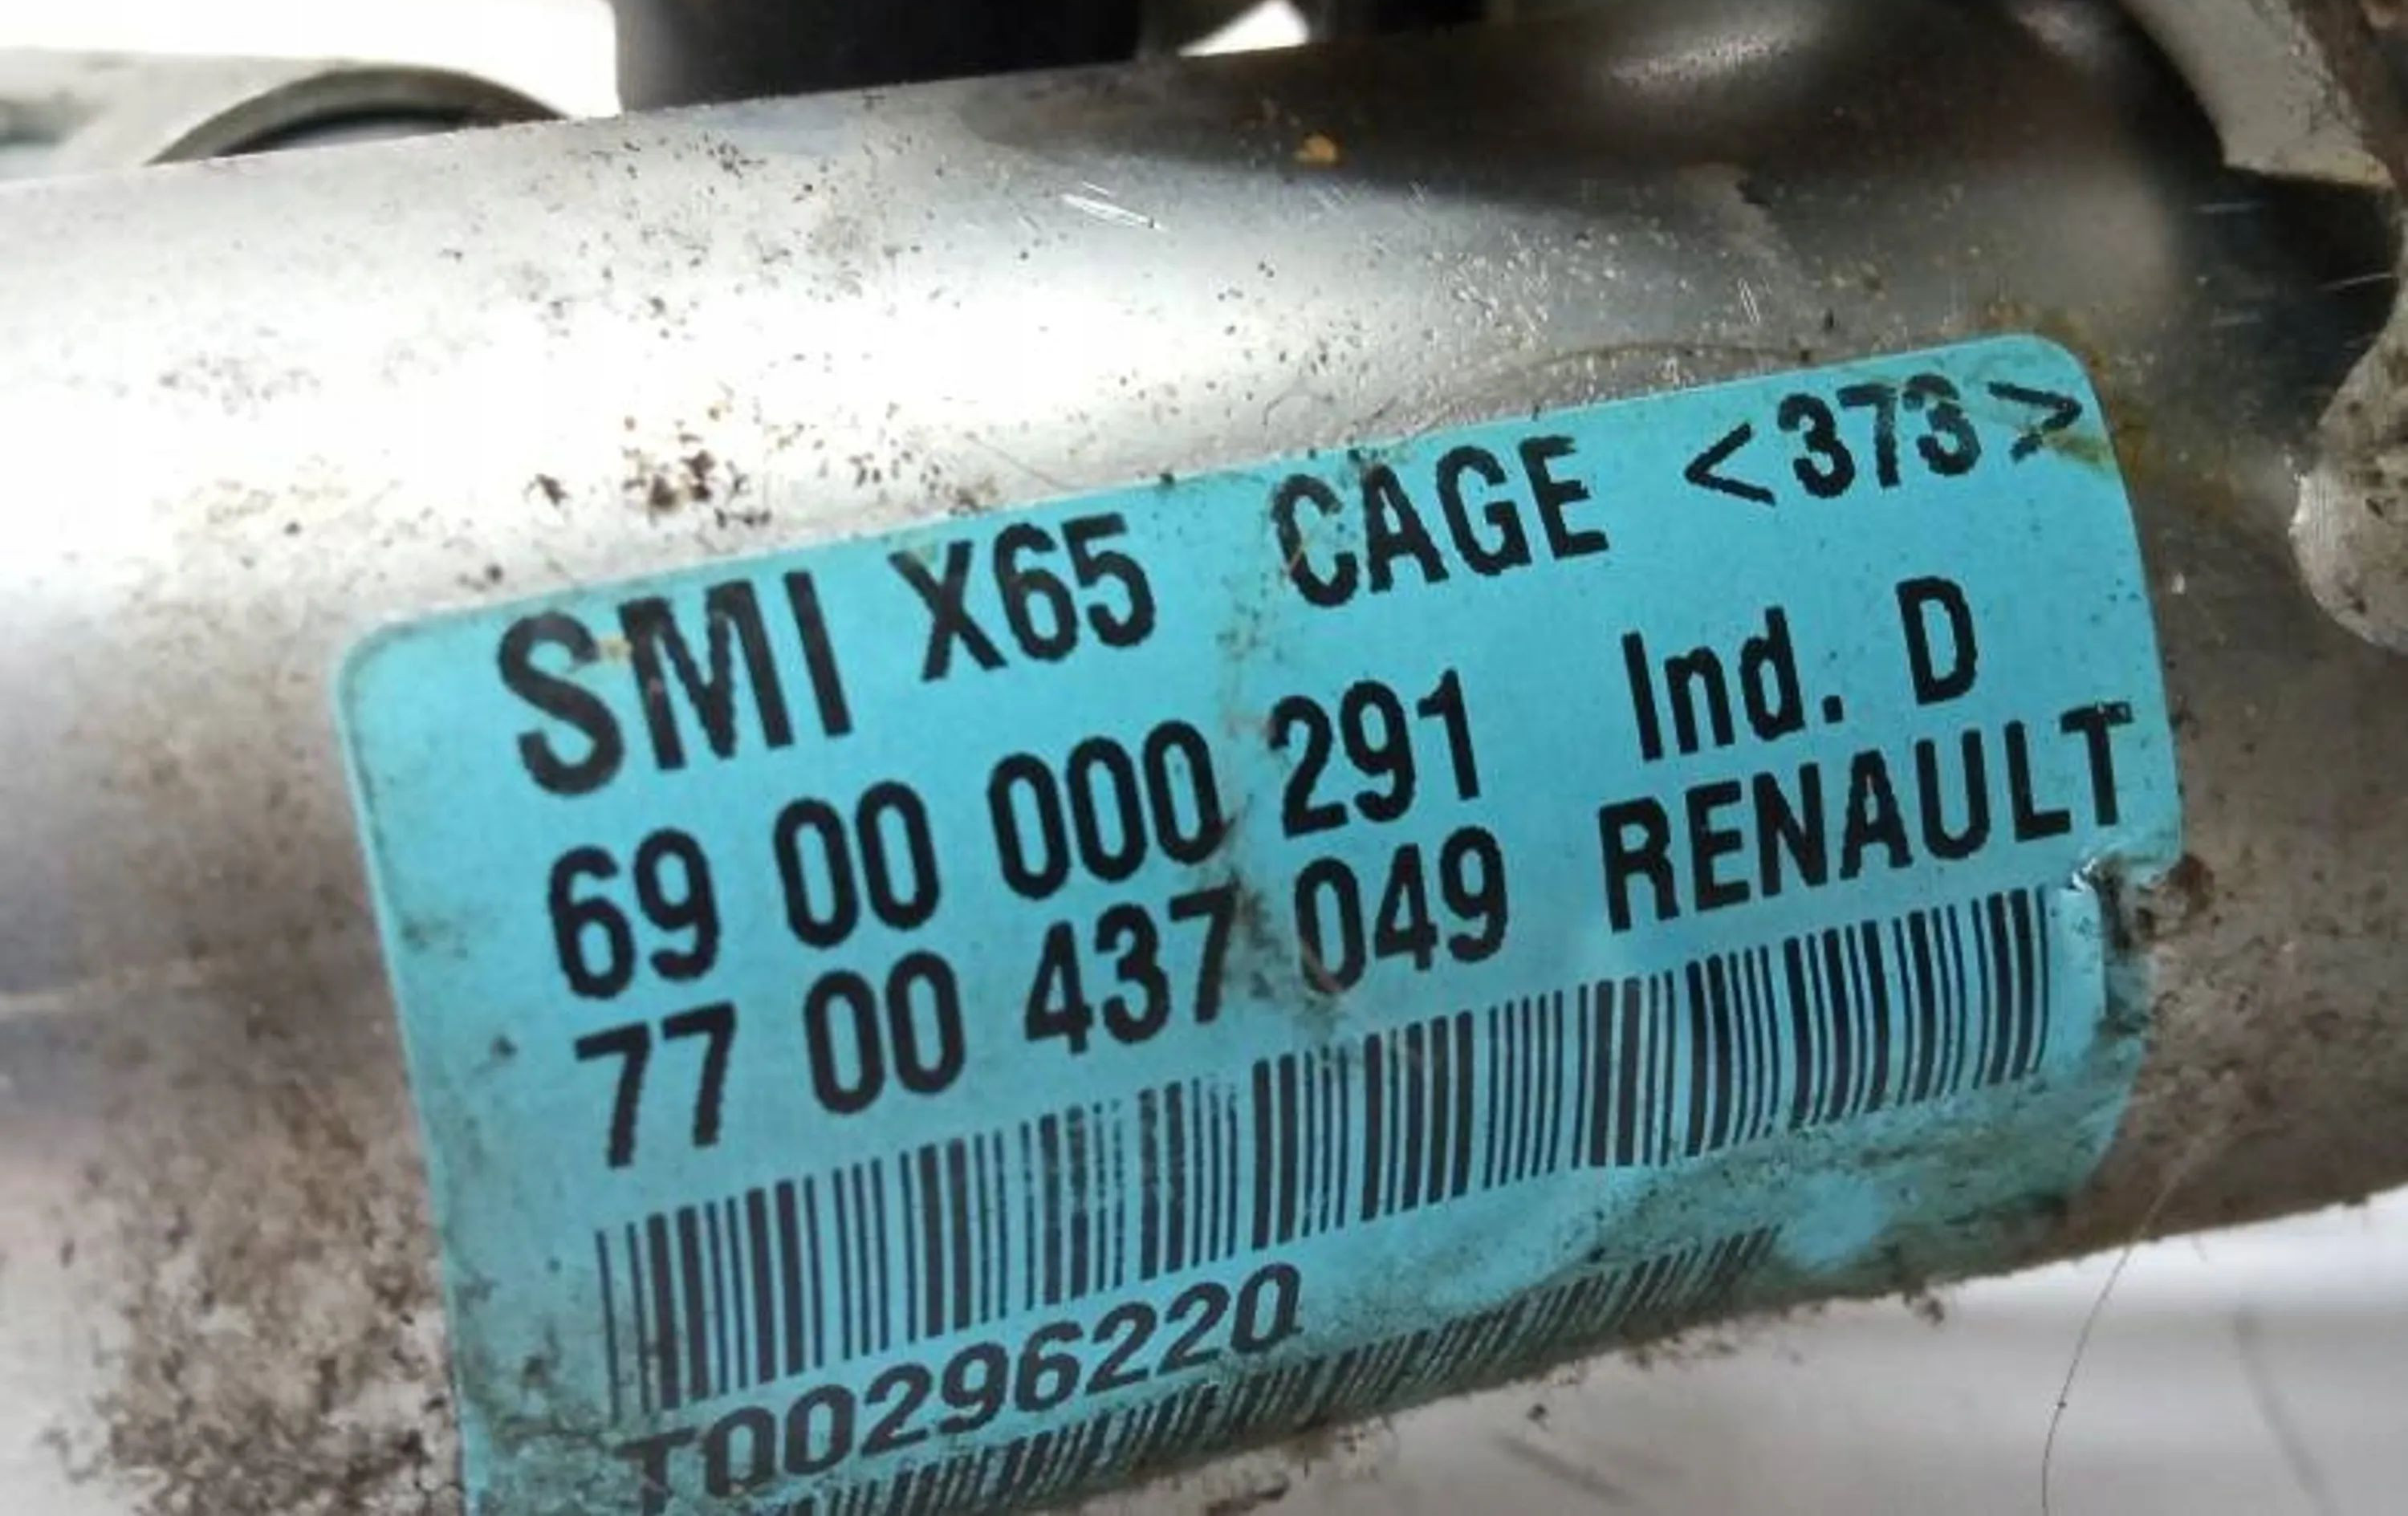 SMI X65 CAGE <373>
69 00 000 291 Ind. D
77 00 437 049 RENAULT
T00296220